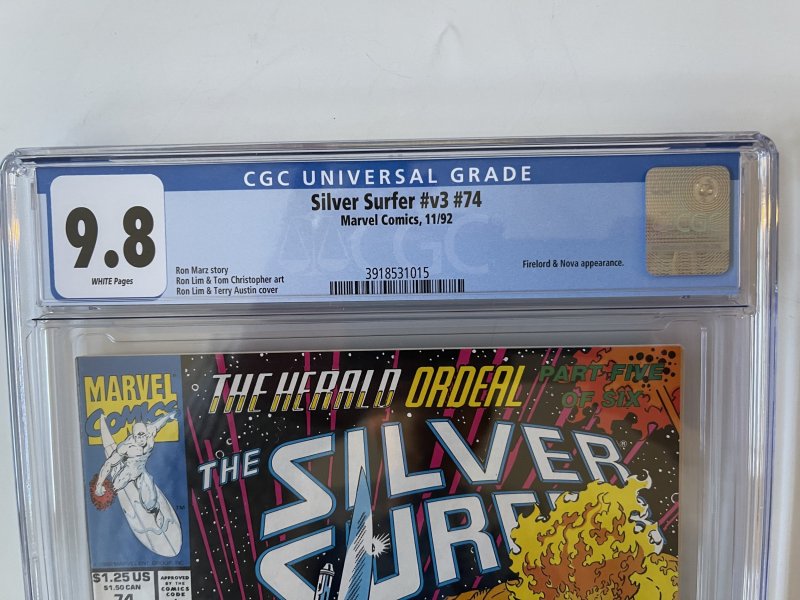 CGC UNIVERSAL GRADE
9.8
WHITE Pages
Silver Surfer #v3 #74
Marvel Comics, 11/92
Ron Marz story
Ron Lim & Tom Christopher art
Ron Lim & Terry Austin cover
3918531015
Firelord & Nova appearance.
CGC
MARVEL
COMICS
THE HERALD ORDEAL
PART FIVE
OF SIX
THE SILVER
SURF
$1.25 US
$1.50 CAN
74
APPROVED
BY THE
COMICS
CODE